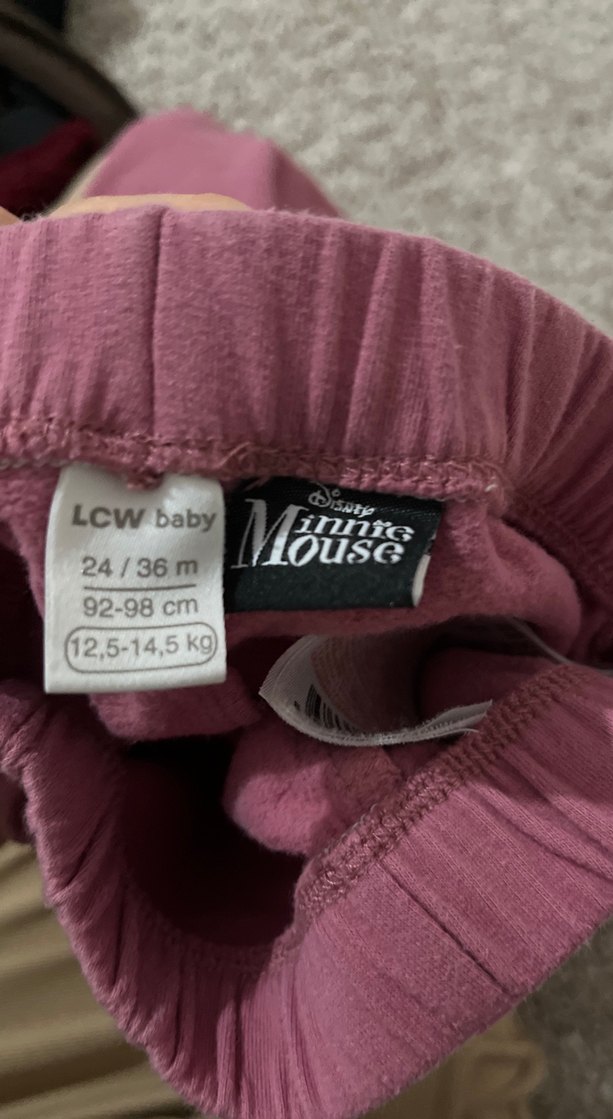 LCW baby
24 / 36 m
92-98 cm
12,5-14,5 kg
Disney
Minnie
Mouse